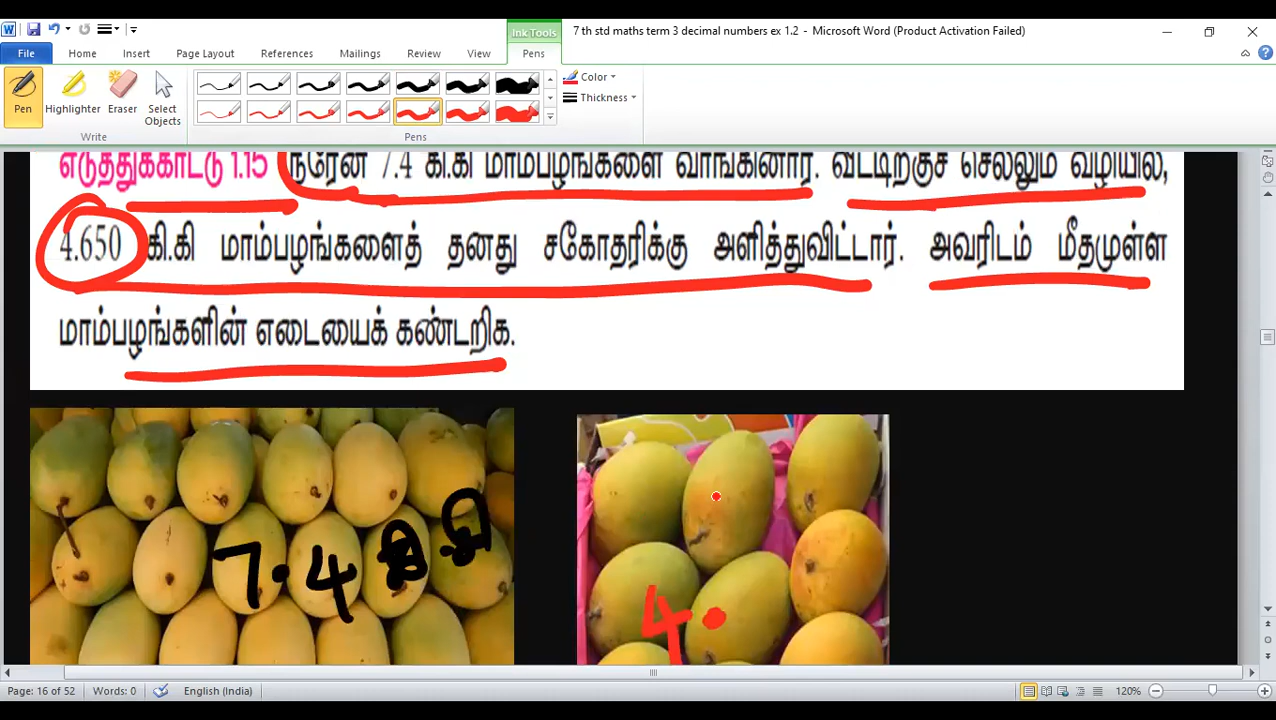 7 th std maths term 3 decimal numbers ex 1.2 - Microsoft Word (Product Activation Failed)
Ink Tools
File Home Insert Page Layout References Mailings Review View Pens
Pen Highlighter Eraser Select Objects
Color
Thickness
Write Pens
எடுத்துக்காட்டு 1.15 நரேன் 7.4 கி.கி மாம்பழங்களை வாங்கினார். வீட்டிற்குச் செல்லும் வழியில்,
4.650 கி.கி மாம்பழங்களைத் தனது சகோதரிக்கு அளித்துவிட்டார். அவரிடம் மீதமுள்ள
மாம்பழங்களின் எடையைக் கண்டறிக.
7.4 கி கி
4.
Page: 16 of 52 Words: 0 English (India) 120%